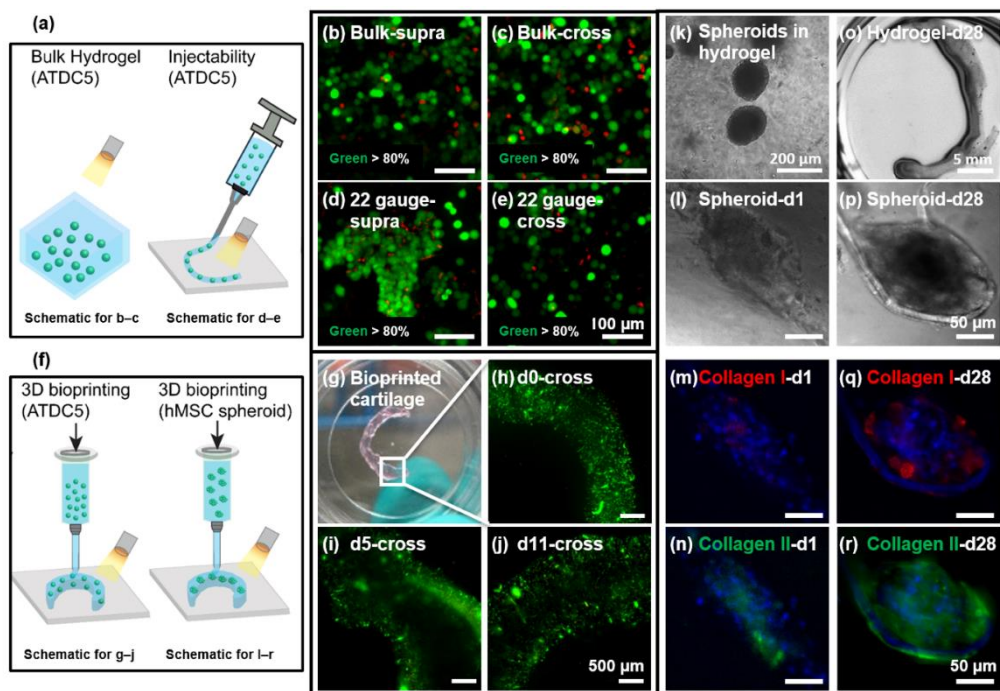 (a)
Bulk Hydrogel
(ATDC5)
Injectability
(ATDC5)
Schematic for b–c
Schematic for d–e
(b) Bulk-supra
Green > 80%
(c) Bulk-cross
Green > 80%
(d) 22 gauge-
supra
Green > 80%
(e) 22 gauge-
cross
Green > 80%
100 µm
(f)
3D bioprinting
(ATDC5)
3D bioprinting
(hMSC spheroid)
Schematic for g–j
Schematic for l–r
(g) Bioprinted
cartilage
(h) d0-cross
(i) d5-cross
(j) d11-cross
500 µm
(k) Spheroids in
hydrogel
200 µm
(o) Hydrogel-d28
5 mm
(l) Spheroid-d1
(p) Spheroid-d28
50 µm
(m) Collagen I-d1
(q) Collagen I-d28
(n) Collagen II-d1
(r) Collagen II-d28
50 µm